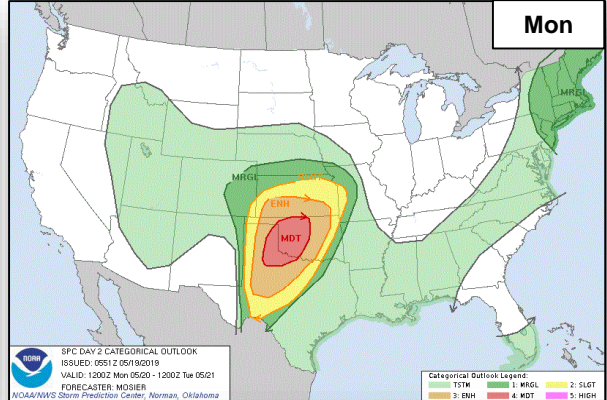 Mon
MRGL
MRGL
SLGT
ENH
MDT
NOAA
SPC DAY 2 CATEGORICAL OUTLOOK
ISSUED: 0551Z 05/19/2019
VALID: 1200Z Mon 05/20 - 1200Z Tue 05/21
FORECASTER: MOSIER
NOAA/NWS Storm Prediction Center, Norman, Oklahoma
Categorical Outlook Legend:
TSTM 1: MRGL 2: SLGT
3: ENH 4: MDT 5: HIGH